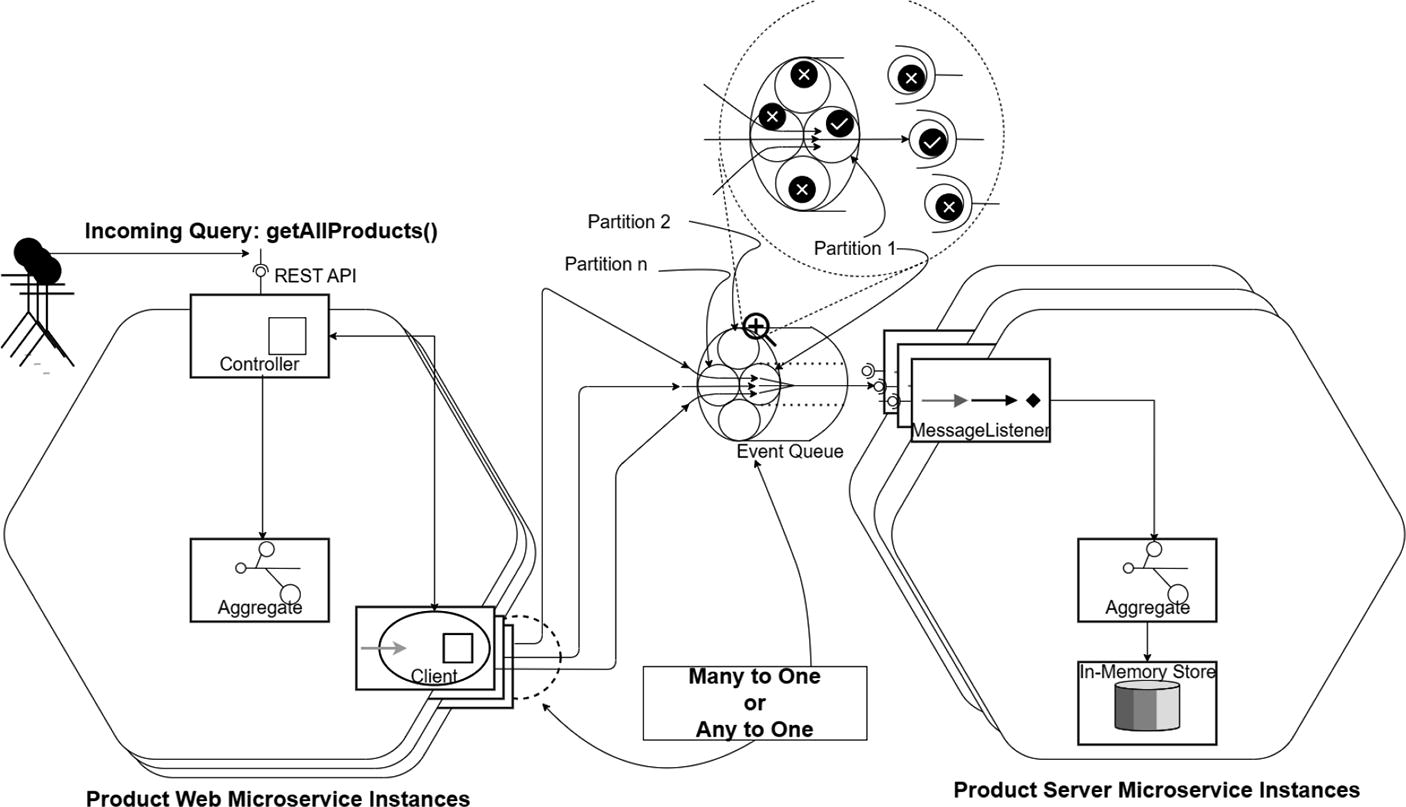 Partition 2
Partition 1
Incoming Query: getAllProducts()
Partition n
REST API
Controller
Event Queue
MessageListener
Aggregate
Aggregate
Client
In-Memory Store
Many to One
or
Any to One
Product Web Microservice Instances
Product Server Microservice Instances